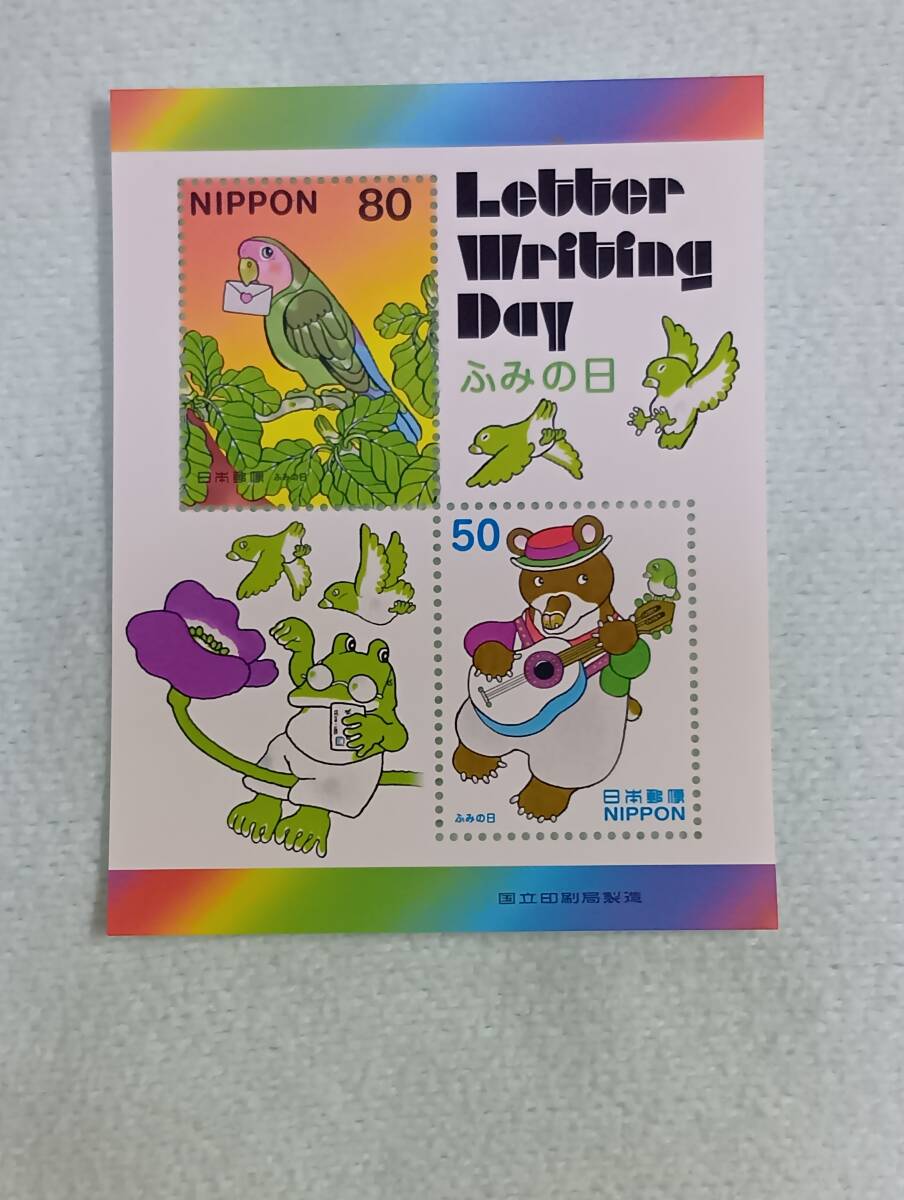 NIPPON 80
日本郵便 ふみの日
Letter
Writing
Day
ふみの日
50
ふみの日
日本郵便
NIPPON
国立印刷局製造